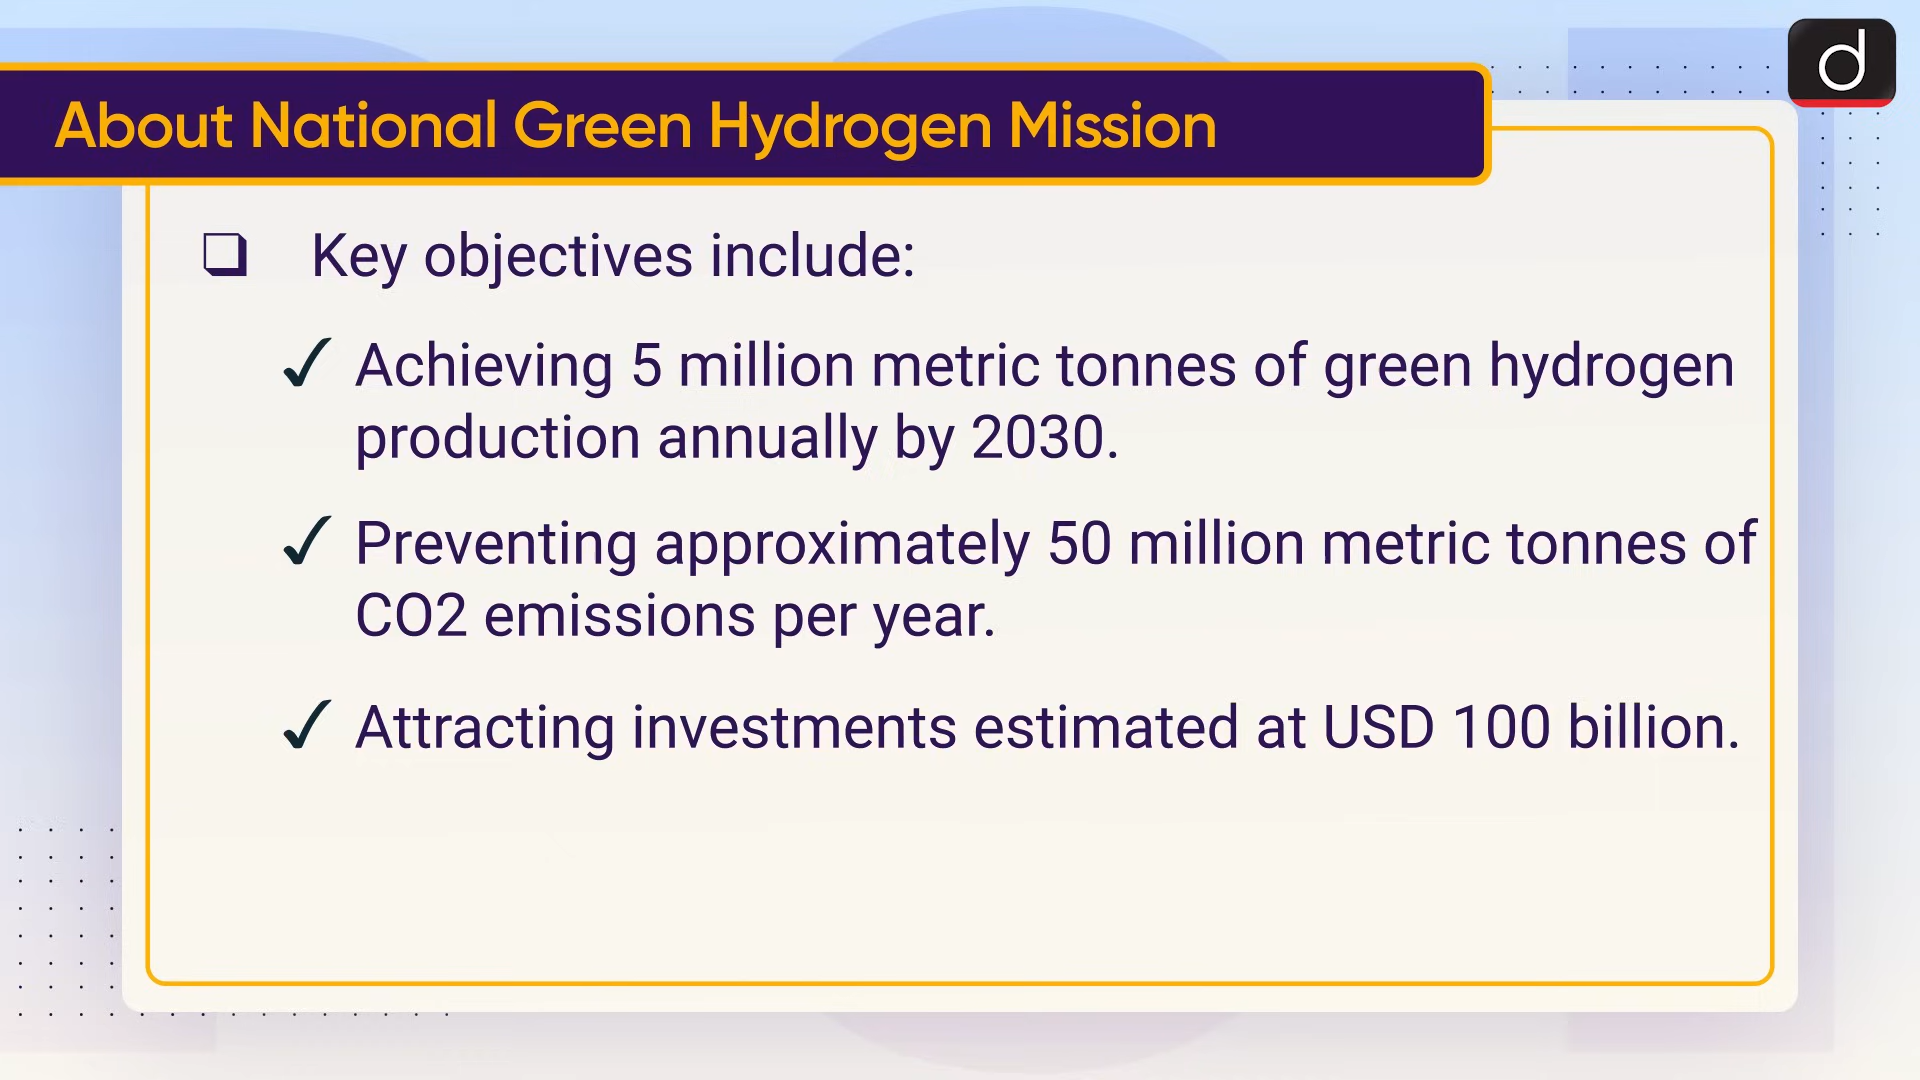 About National Green Hydrogen Mission
❑ Key objectives include:
✓ Achieving 5 million metric tonnes of green hydrogen
production annually by 2030.
✓ Preventing approximately 50 million metric tonnes of
CO2 emissions per year.
✓ Attracting investments estimated at USD 100 billion.
d